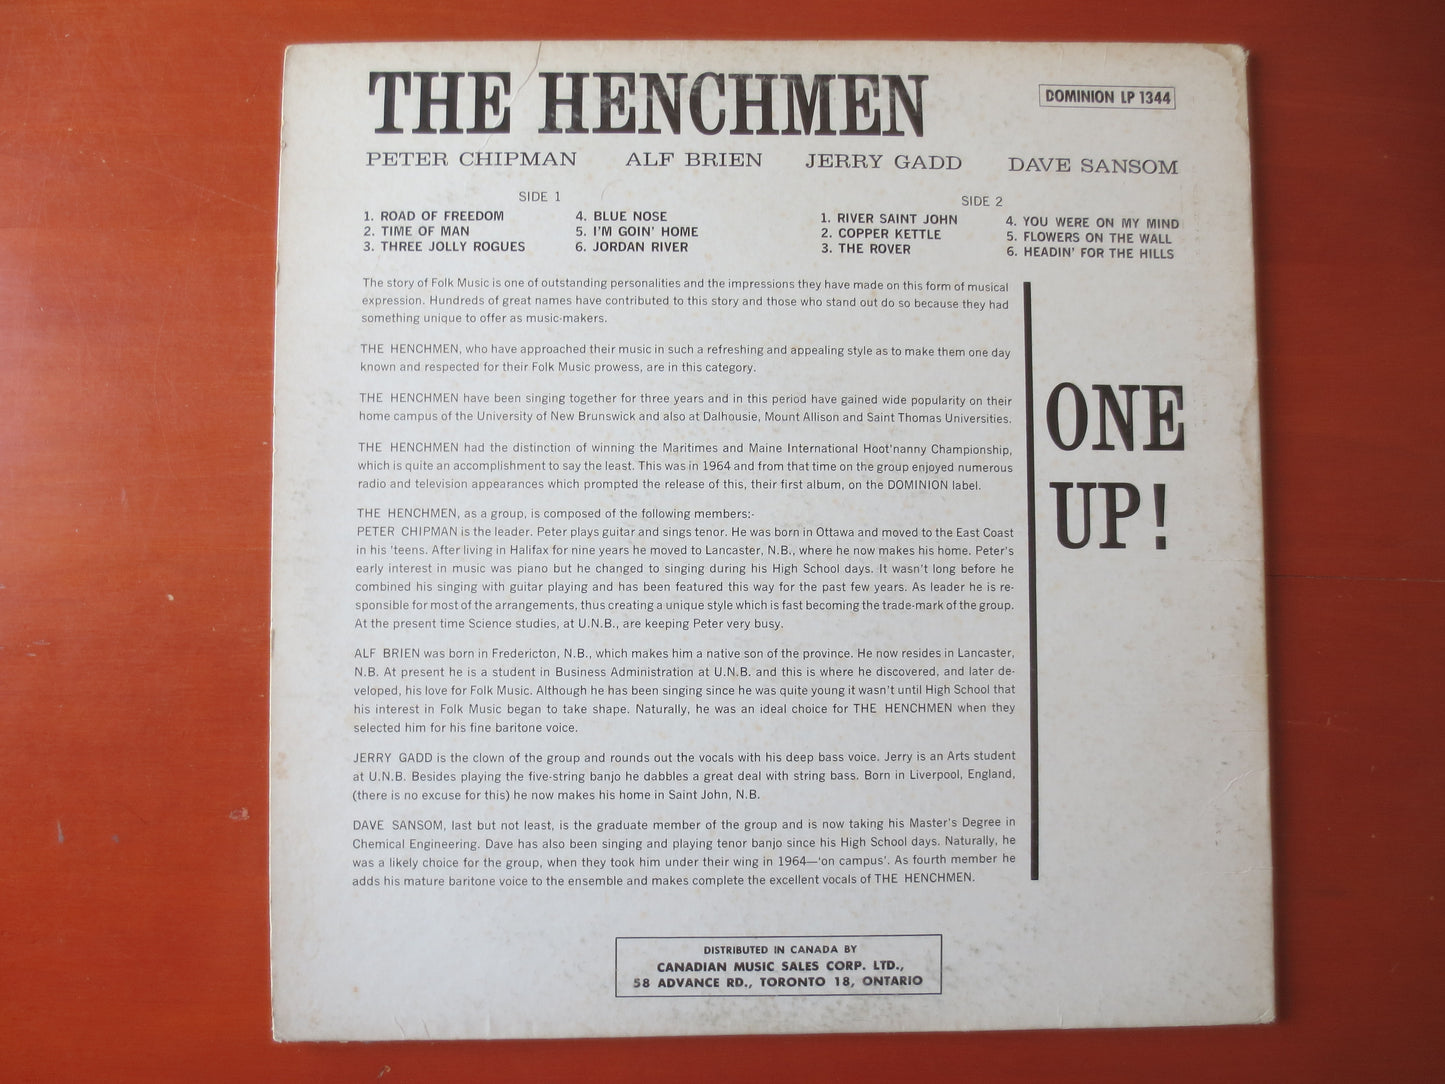 THE HENCHMEN
DOMINION LP 1344
PETER CHIPMAN ALF BRIEN JERRY GADD DAVE SANSOM
SIDE 1
1. ROAD OF FREEDOM
2. TIME OF MAN
3. THREE JOLLY ROGUES
4. BLUE NOSE
5. I'M GOIN' HOME
6. JORDAN RIVER
SIDE 2
1. RIVER SAINT JOHN
2. COPPER KETTLE
3. THE ROVER
4. YOU WERE ON MY MIND
5. FLOWERS ON THE WALL
6. HEADIN' FOR THE HILLS
The story of Folk Music is one of outstanding personalities and the impressions they have made on this form of musical
expression. Hundreds of great names have contributed to this story and those who stand out do so because they had
something unique to offer as music-makers.
THE HENCHMEN, who have approached their music in such a refreshing and appealing style as to make them one day
known and respected for their Folk Music prowess, are in this category.
THE HENCHMEN have been singing together for three years and in this period have gained wide popularity on their
home campus of the University of New Brunswick and also at Dalhousie, Mount Allison and Saint Thomas Universities.
THE HENCHMEN had the distinction of winning the Maritimes and Maine International Hoot'nanny Championship,
which is quite an accomplishment to say the least. This was in 1964 and from that time on the group enjoyed numerous
radio and television appearances which prompted the release of this, their first album, on the DOMINION label.
THE HENCHMEN, as a group, is composed of the following members:-
PETER CHIPMAN is the leader. Peter plays guitar and sings tenor. He was born in Ottawa and moved to the East Coast
in his 'teens. After living in Halifax for nine years he moved to Lancaster, N.B., where he now makes his home. Peter's
early interest in music was piano but he changed to singing during his High School days. It wasn't long before he
combined his singing with guitar playing and has been featured this way for the past few years. As leader he is re-
sponsible for most of the arrangements, thus creating a unique style which is fast becoming the trade-mark of the group.
At the present time Science studies, at U.N.B., are keeping Peter very busy.
ALF BRIEN was born in Fredericton, N.B., which makes him a native son of the province. He now resides in Lancaster,
N.B. At present he is a student in Business Administration at U.N.B. and this is where he discovered, and later de-
veloped, his love for Folk Music. Although he has been singing since he was quite young it wasn't until High School that
his interest in Folk Music began to take shape. Naturally, he was an ideal choice for THE HENCHMEN when they
selected him for his fine baritone voice.
JERRY GADD is the clown of the group and rounds out the vocals with his deep bass voice. Jerry is an Arts student
at U.N.B. Besides playing the five-string banjo he dabbles a great deal with string bass. Born in Liverpool, England,
(there is no excuse for this) he now makes his home in Saint John, N.B.
DAVE SANSOM, last but not least, is the graduate member of the group and is now taking his Master's Degree in
Chemical Engineering. Dave has also been singing and playing tenor banjo since his High School days. Naturally, he
was a likely choice for the group, when they took him under their wing in 1964—'on campus'. As fourth member he
adds his mature baritone voice to the ensemble and makes complete the excellent vocals of THE HENCHMEN.
ONE
UP!
DISTRIBUTED IN CANADA BY
CANADIAN MUSIC SALES CORP. LTD.,
58 ADVANCE RD., TORONTO 18, ONTARIO